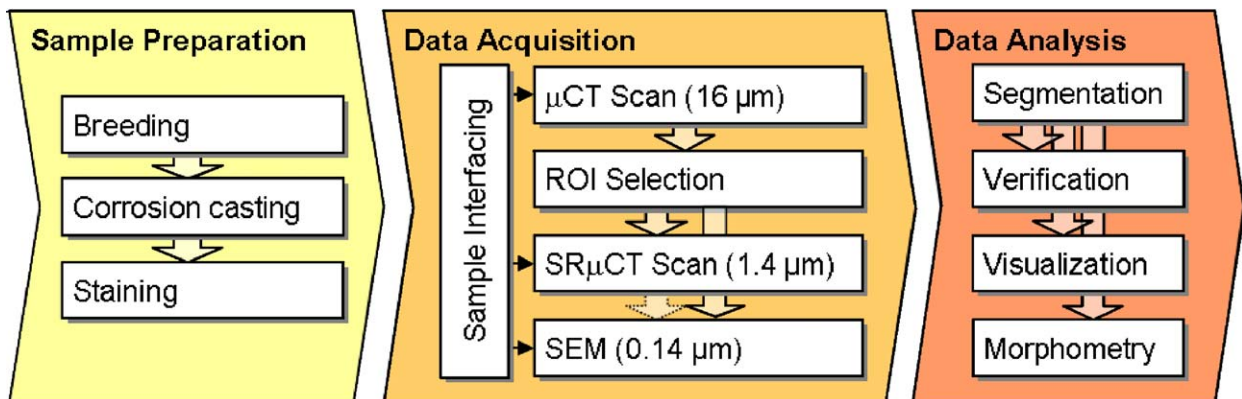 Sample Preparation
Breeding
Corrosion casting
Staining
Data Acquisition
Sample Interfacing
μCT Scan (16 µm)
ROI Selection
SRμCT Scan (1.4 µm)
SEM (0.14 µm)
Data Analysis
Segmentation
Verification
Visualization
Morphometry